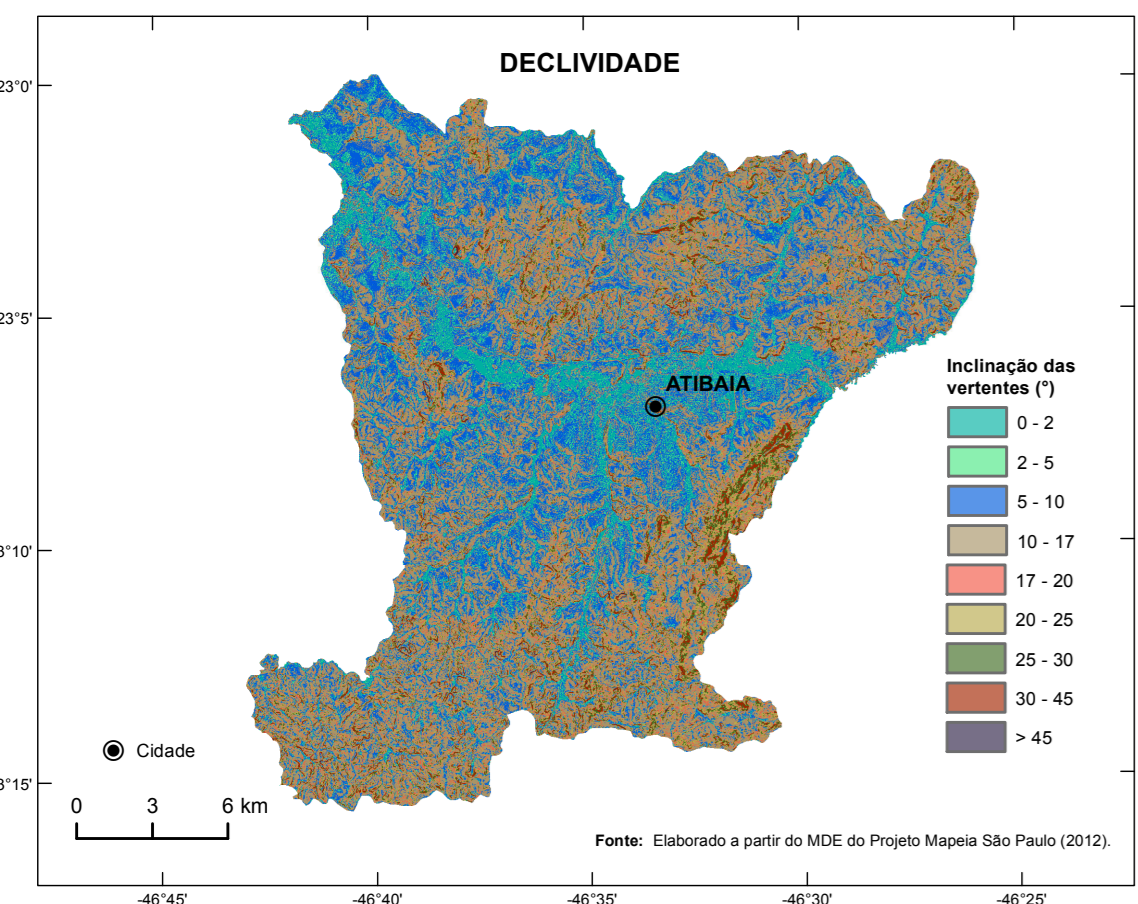 DECLIVIDADE
23°0'
23°5'
3°10'
3°15'
ATIBAIA
Inclinação das
vertentes (°)
0 - 2
2 - 5
5 - 10
10 - 17
17 - 20
20 - 25
25 - 30
30 - 45
> 45
Cidade
0 3 6 km
Fonte: Elaborado a partir do MDE do Projeto Mapeia São Paulo (2012).
-46°45' -46°40' -46°35' -46°30' -46°25'